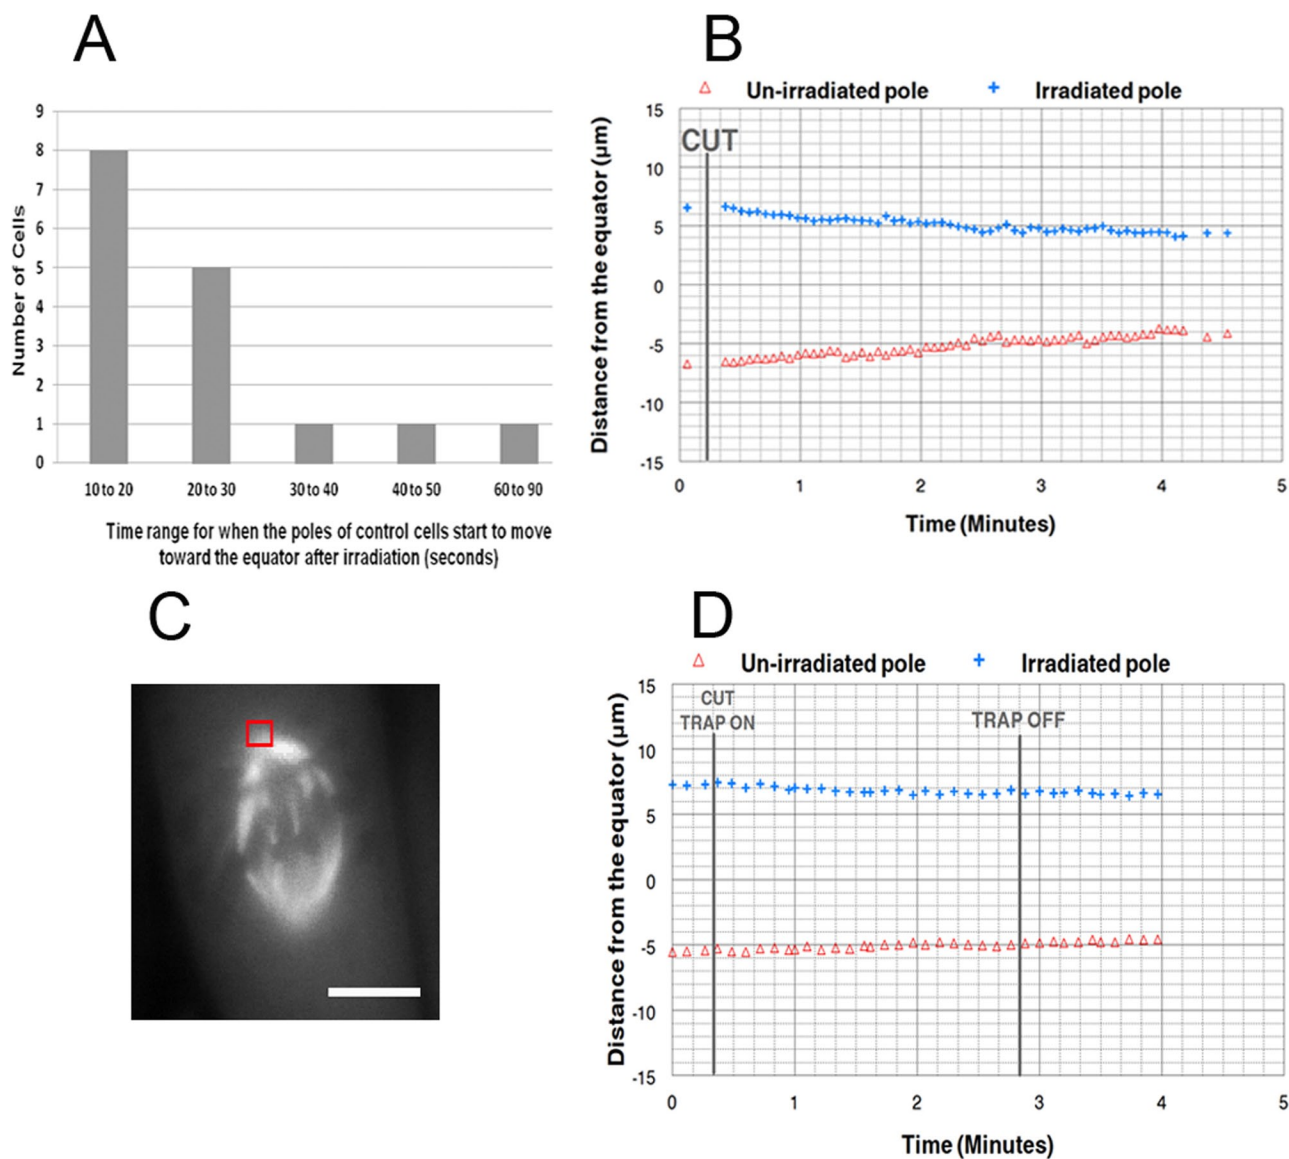 A
9
8
7
6
5
4
3
2
1
0
Number of Cells
10 to 20 20 to 30 30 to 40 40 to 50 60 to 90
Time range for when the poles of control cells start to move
toward the equator after irradiation (seconds)
B
Un-irradiated pole Irradiated pole
CUT
15
10
5
0
-5
-10
-15
Distance from the equator (µm)
0 1 2 3 4 5
Time (Minutes)
C
D
Un-irradiated pole Irradiated pole
CUT
TRAP ON
TRAP OFF
15
10
5
0
-5
-10
-15
Distance from the equator (µm)
0 1 2 3 4 5
Time (Minutes)